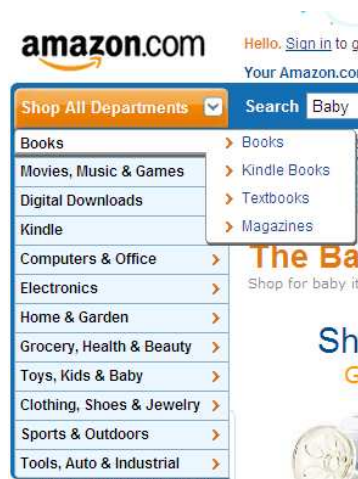 amazon.com
Hello. Sign in to g
Your Amazon.co
Shop All Departments
Search Baby
Books
Movies, Music & Games
Digital Downloads
Kindle
Computers & Office
Electronics
Home & Garden
Grocery, Health & Beauty
Toys, Kids & Baby
Clothing, Shoes & Jewelry
Sports & Outdoors
Tools, Auto & Industrial
Books
Kindle Books
Textbooks
Magazines
The Ba
Shop for baby it
Sh
G